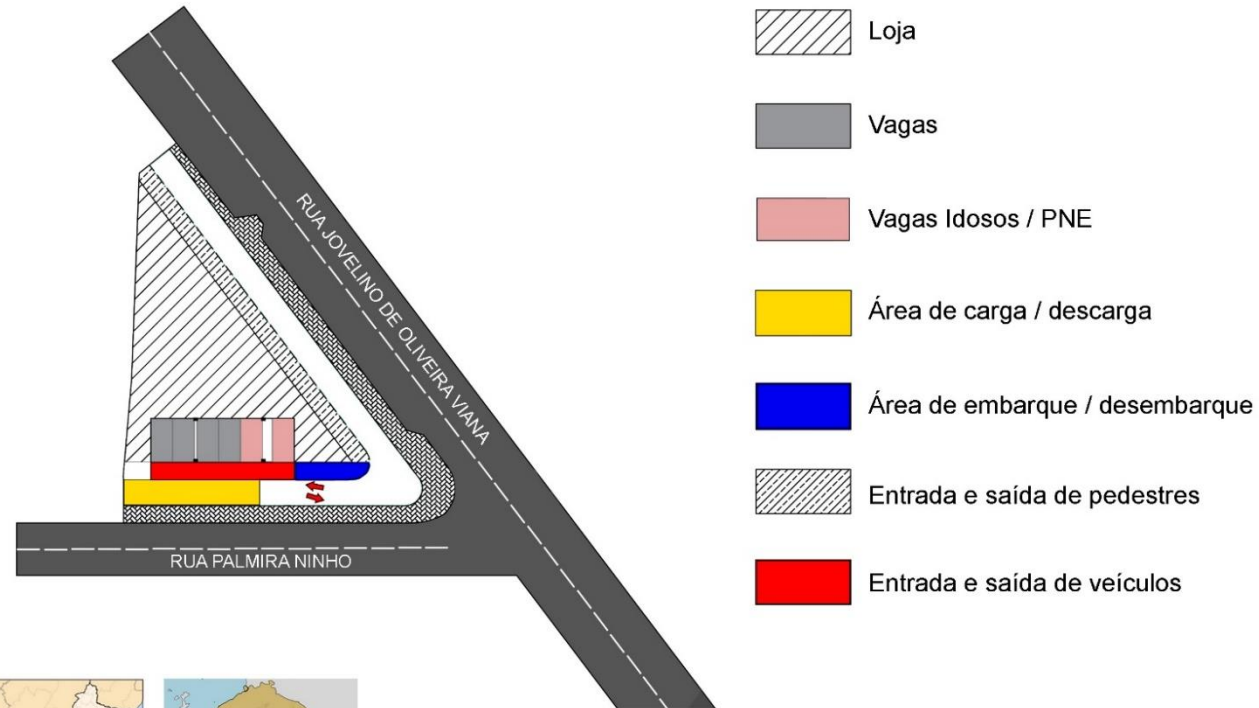 Loja
Vagas
Vagas Idosos / PNE
Área de carga / descarga
Área de embarque / desembarque
Entrada e saída de pedestres
Entrada e saída de veículos
RUA JOVELINO DE OLIVEIRA VIANA
RUA PALMIRA NINHO